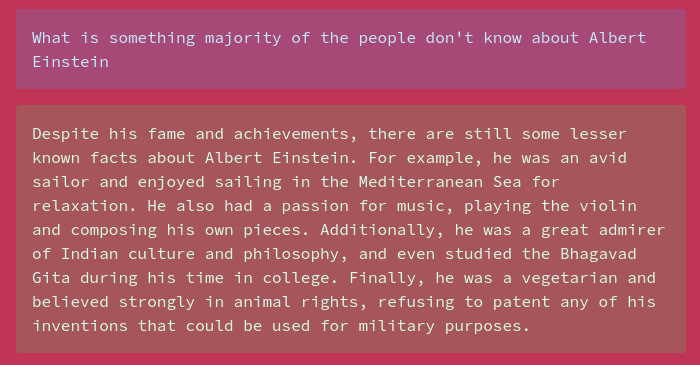 What is something majority of the people don't know about Albert
Einstein
Despite his fame and achievements, there are still some lesser
known facts about Albert Einstein. For example, he was an avid
sailor and enjoyed sailing in the Mediterranean Sea for
relaxation. He also had a passion for music, playing the violin
and composing his own pieces. Additionally, he was a great admirer
of Indian culture and philosophy, and even studied the Bhagavad
Gita during his time in college. Finally, he was a vegetarian and
believed strongly in animal rights, refusing to patent any of his
inventions that could be used for military purposes.